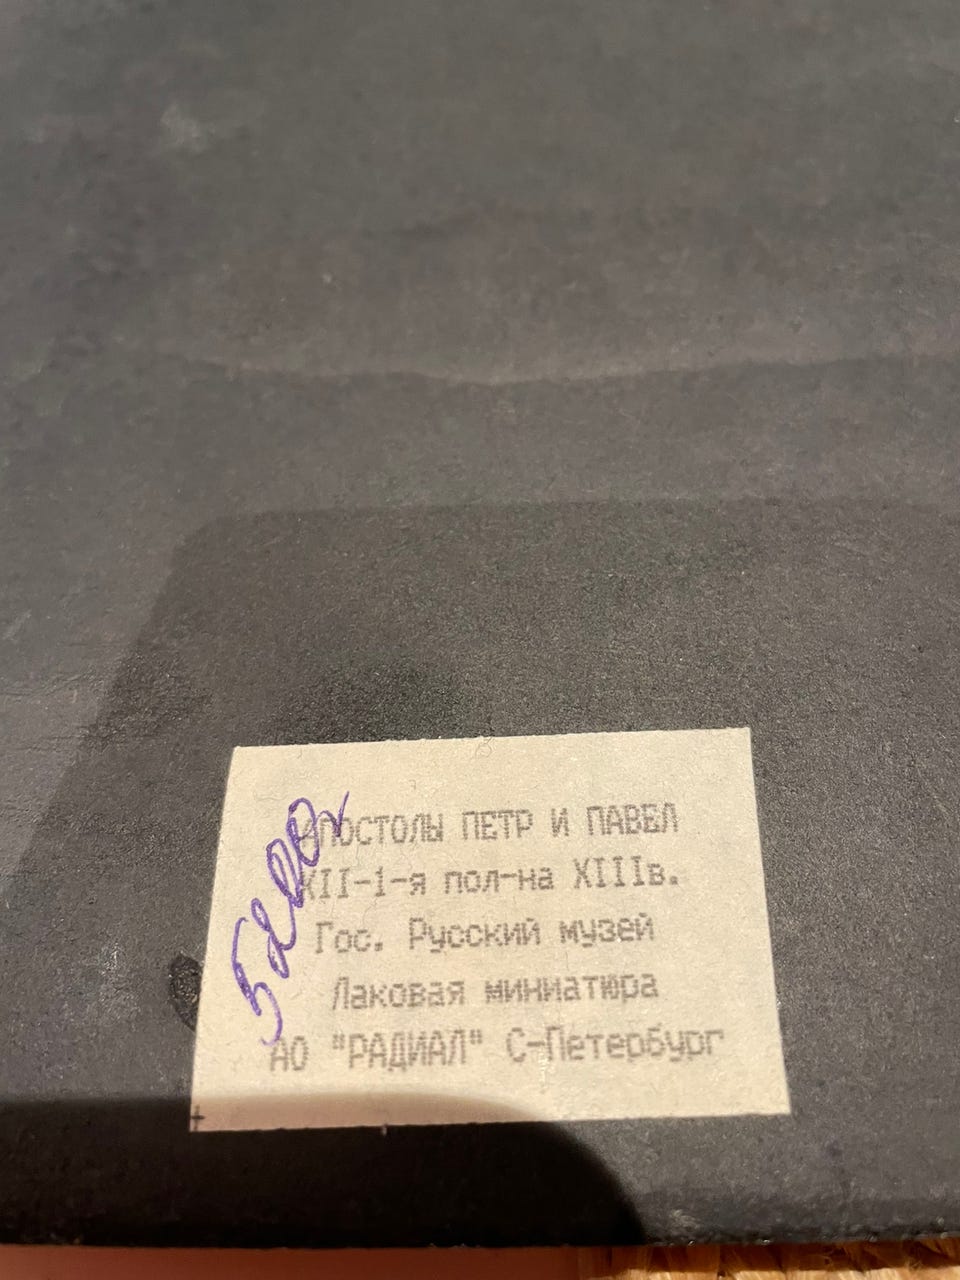 АПОСТОЛЫ ПЕТР И ПАВЕЛ
XII-1-я пол-на XIIIв.
Гос. Русский музей
Лаковая миниатюра
АО "РАДИАЛ" С-Петербург